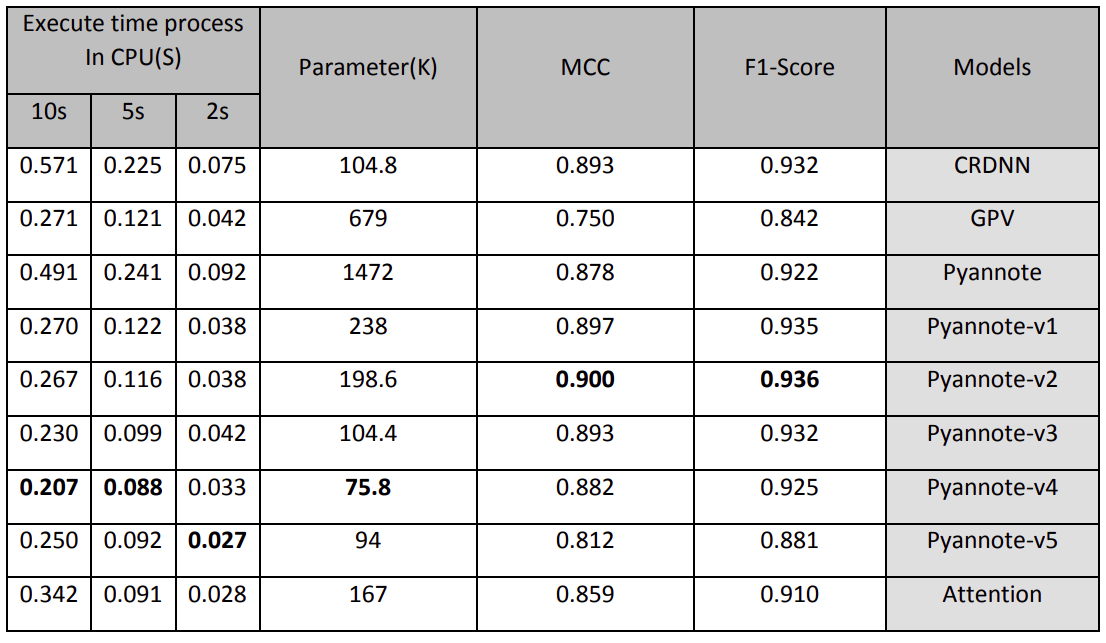 Execute time process
In CPU(S)
Parameter(K) MCC F1-Score Models
10s 5s 2s
0.571 0.225 0.075 104.8 0.893 0.932 CRDNN
0.271 0.121 0.042 679 0.750 0.842 GPV
0.491 0.241 0.092 1472 0.878 0.922 Pyannote
0.270 0.122 0.038 238 0.897 0.935 Pyannote-v1
0.267 0.116 0.038 198.6 0.900 0.936 Pyannote-v2
0.230 0.099 0.042 104.4 0.893 0.932 Pyannote-v3
0.207 0.088 0.033 75.8 0.882 0.925 Pyannote-v4
0.250 0.092 0.027 94 0.812 0.881 Pyannote-v5
0.342 0.091 0.028 167 0.859 0.910 Attention